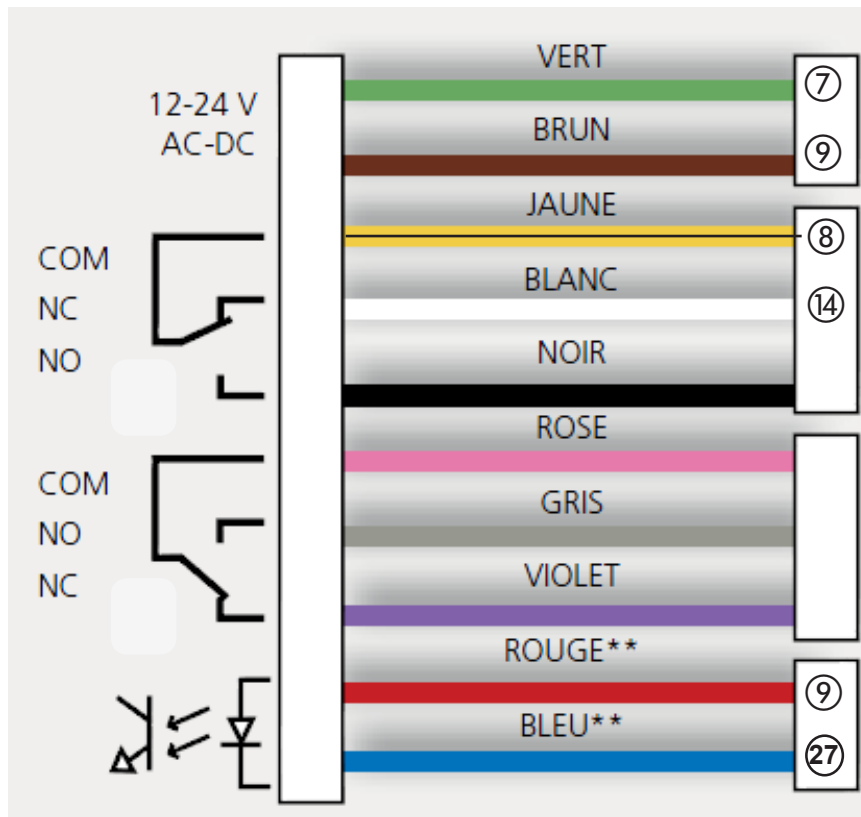 VERT
12-24 V
AC-DC
⑦
BRUN
⑨
JAUNE
COM
⑧
NC
BLANC
⑭
NO
NOIR
ROSE
COM
GRIS
NO
NC
VIOLET
ROUGE**
⑨
BLEU**
㉗